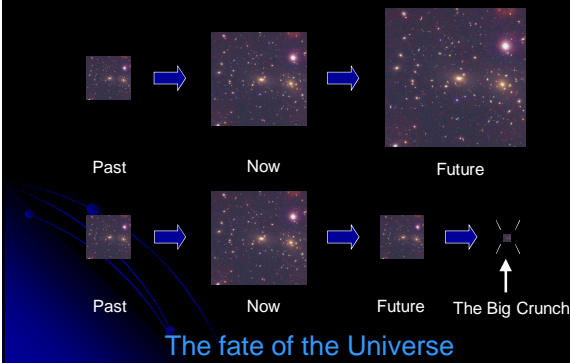 Past Now Future
Past Now Future The Big Crunch
The fate of the Universe